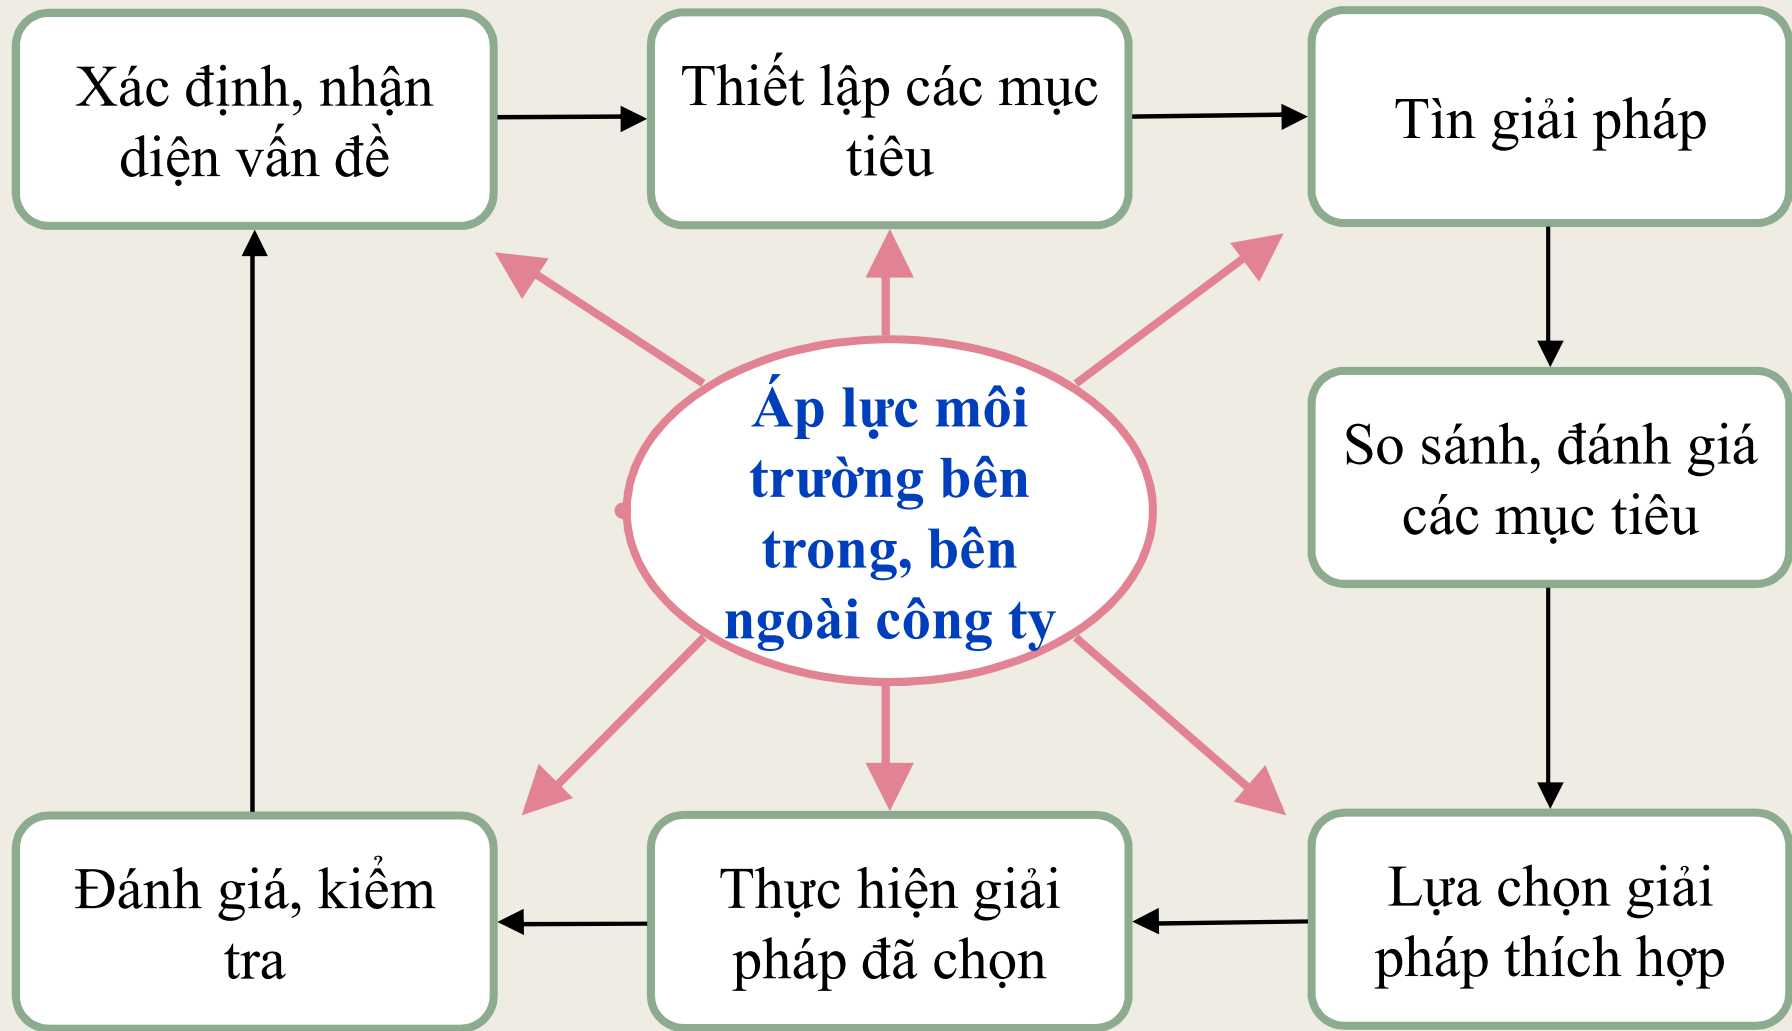 Xác định, nhận
diện vấn đề
Thiết lập các mục
tiêu
Tìn giải pháp
Áp lực môi
trường bên
trong, bên
ngoài công ty
So sánh, đánh giá
các mục tiêu
Đánh giá, kiểm
tra
Thực hiện giải
pháp đã chọn
Lựa chọn giải
pháp thích hợp